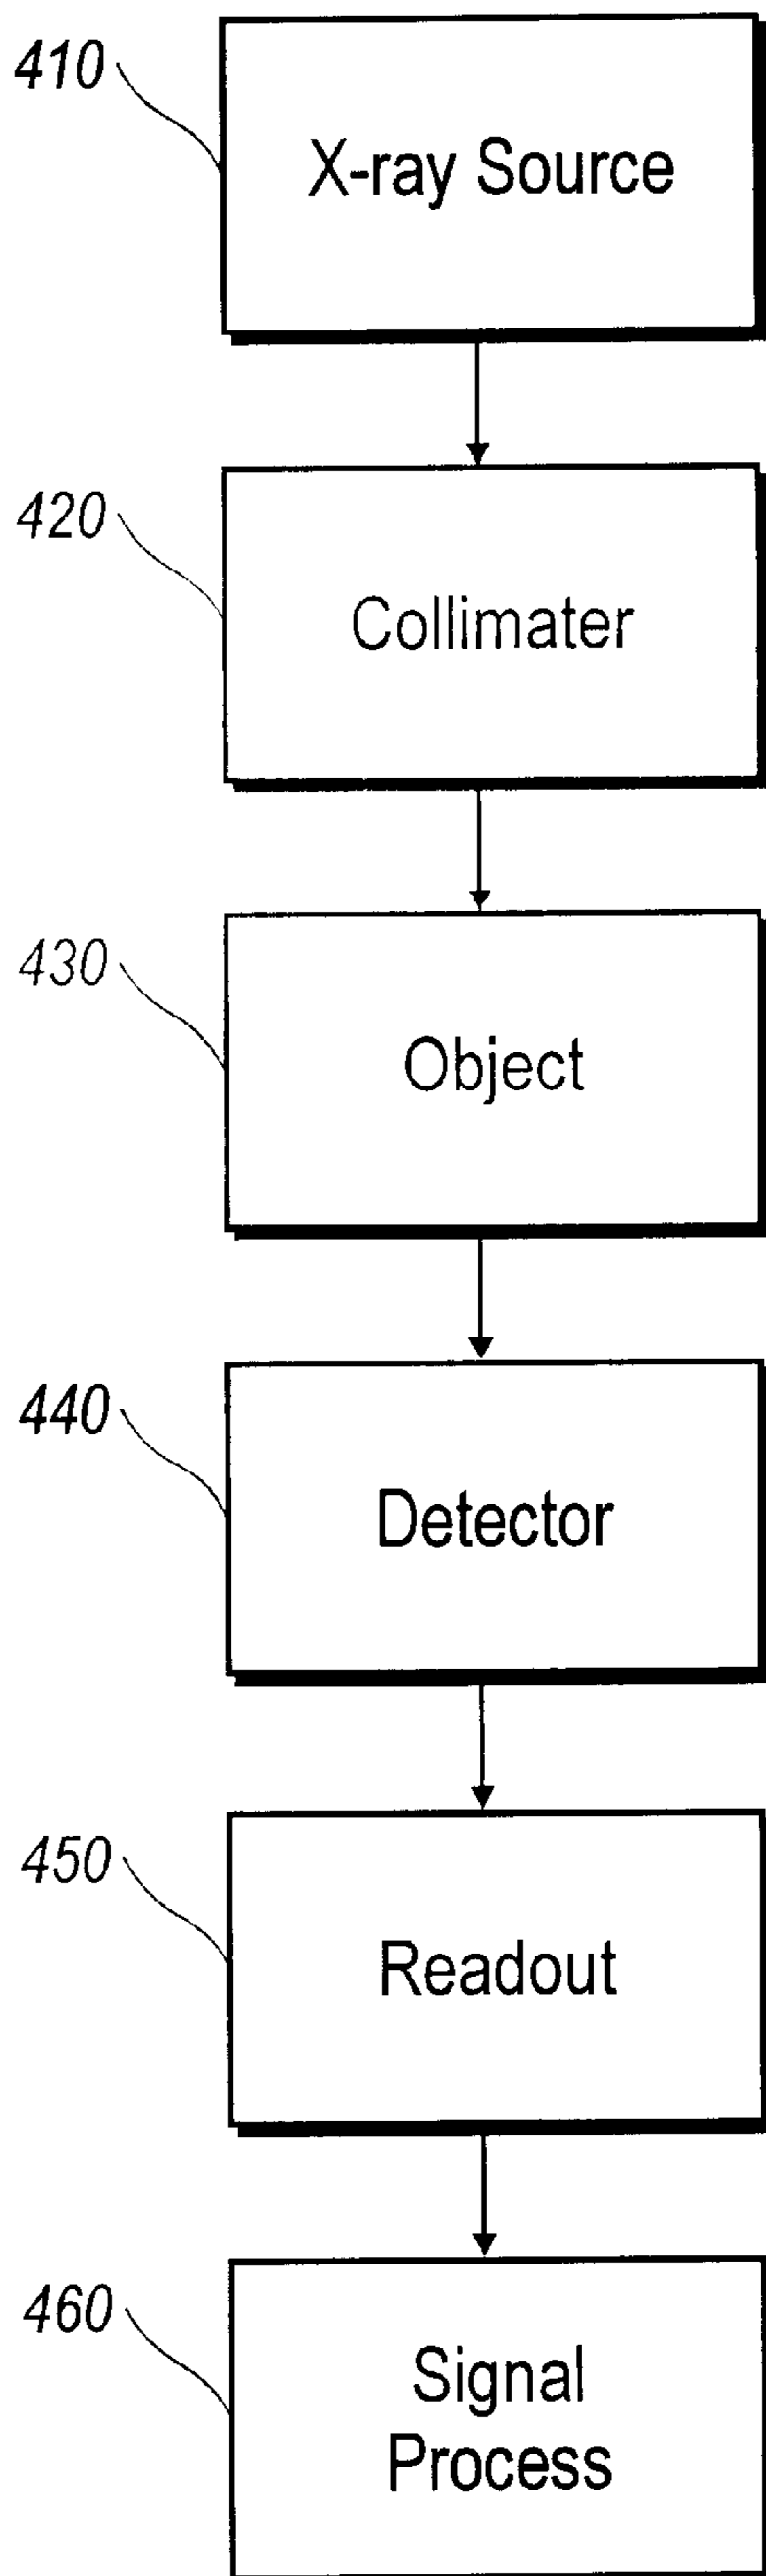 410
X-ray Source
420
Collimater
430
Object
440
Detector
450
Readout
460
Signal
Process